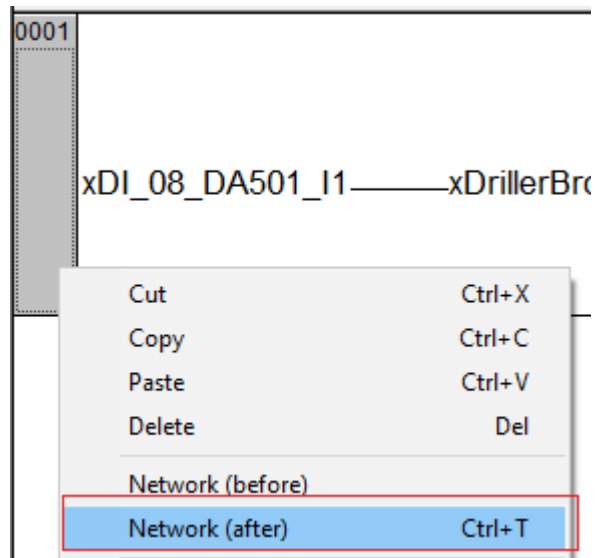 0001
xDI_08_DA501_I1 xDrillerBro
Cut Ctrl+X
Copy Ctrl+C
Paste Ctrl+V
Delete Del
Network (before)
Network (after) Ctrl+T